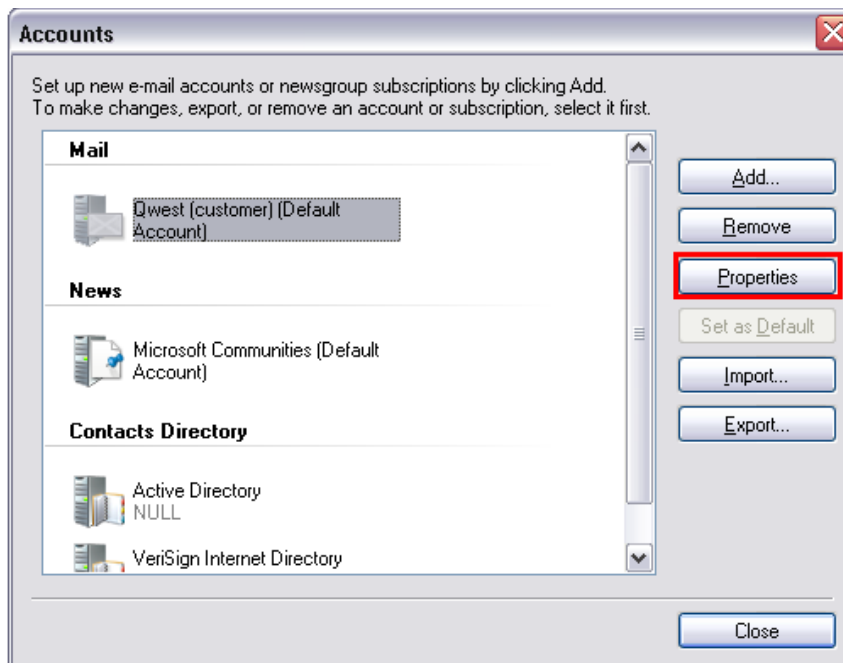 Accounts
Set up new e-mail accounts or newsgroup subscriptions by clicking Add.
To make changes, export, or remove an account or subscription, select it first.
Mail
Qwest (customer) (Default
Account)
News
Microsoft Communities (Default
Account)
Contacts Directory
Active Directory
NULL
VeriSign Internet Directory
Add...
Remove
Properties
Set as Default
Import...
Export...
Close